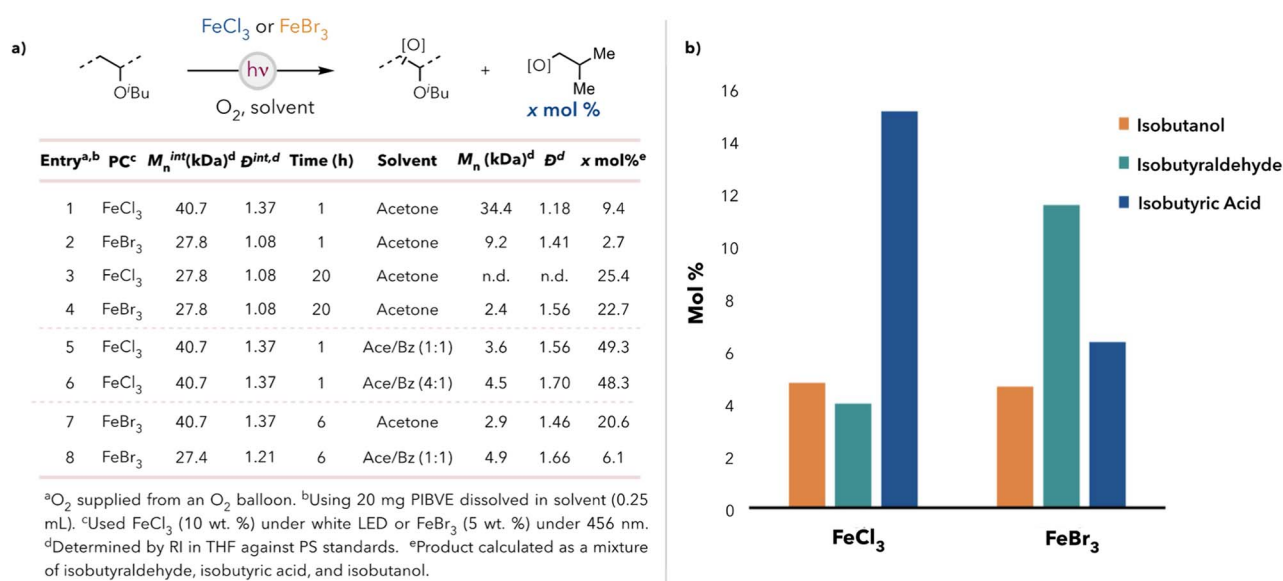 a)
FeCl₃ or FeBr₃
hν
O₂, solvent
OⁱBu
[O]
OⁱBu
+
[O]
Me
Me
x mol %
Entryᵃ,ᵇ PCᶜ Mₙⁱⁿᵗ(kDa)ᵈ Đⁱⁿᵗ,ᵈ Time (h) Solvent Mₙ (kDa)ᵈ Đᵈ x mol%ᵉ
1 FeCl₃ 40.7 1.37 1 Acetone 34.4 1.18 9.4
2 FeBr₃ 27.8 1.08 1 Acetone 9.2 1.41 2.7
3 FeCl₃ 27.8 1.08 20 Acetone n.d. n.d. 25.4
4 FeBr₃ 27.8 1.08 20 Acetone 2.4 1.56 22.7
5 FeCl₃ 40.7 1.37 1 Ace/Bz (1:1) 3.6 1.56 49.3
6 FeCl₃ 40.7 1.37 1 Ace/Bz (4:1) 4.5 1.70 48.3
7 FeBr₃ 40.7 1.37 6 Acetone 2.9 1.46 20.6
8 FeBr₃ 27.4 1.21 6 Ace/Bz (1:1) 4.9 1.66 6.1
ᵃO₂ supplied from an O₂ balloon. ᵇUsing 20 mg PIBVE dissolved in solvent (0.25
mL). ᶜUsed FeCl₃ (10 wt. %) under white LED or FeBr₃ (5 wt. %) under 456 nm.
ᵈDetermined by RI in THF against PS standards. ᵉProduct calculated as a mixture
of isobutyraldehyde, isobutyric acid, and isobutanol.
b)
Mol %
16
14
12
10
8
6
4
2
0
FeCl₃
FeBr₃
Isobutanol
Isobutyraldehyde
Isobutyric Acid